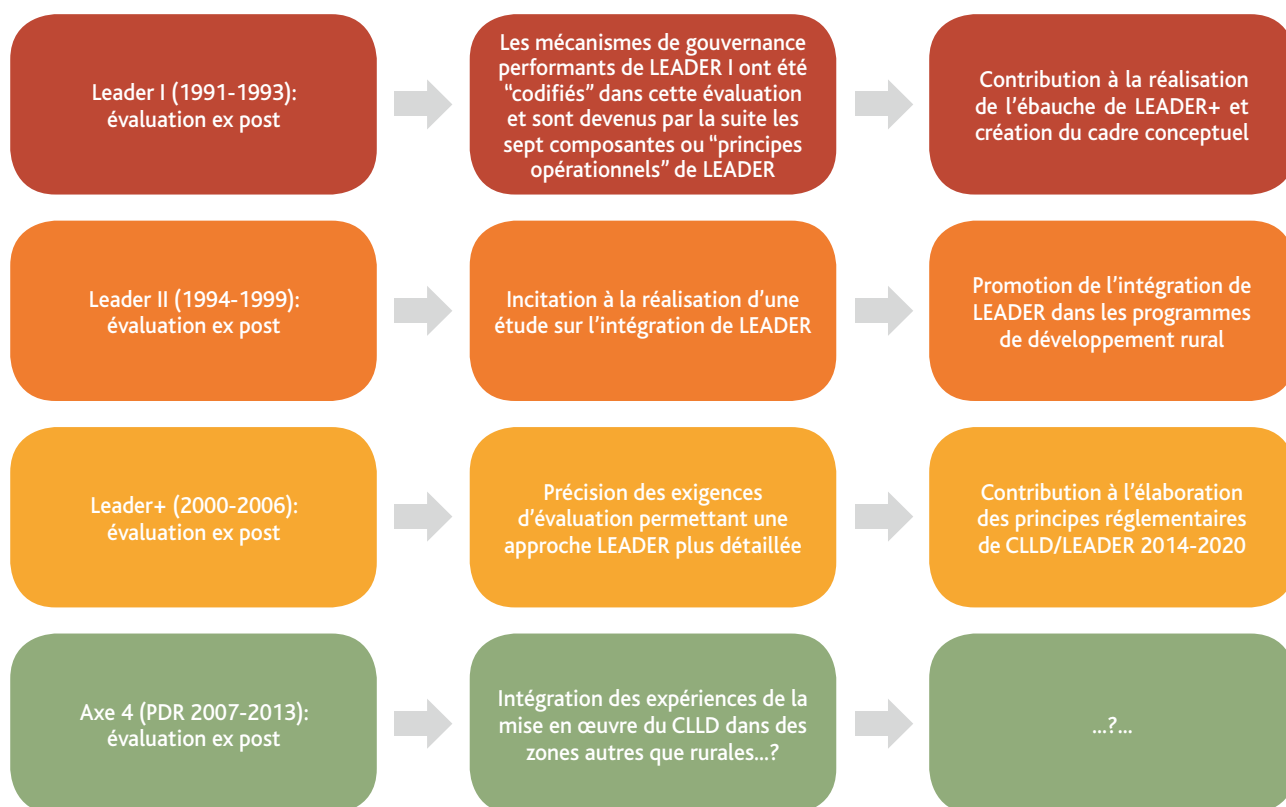 Leader I (1991-1993):
évaluation ex post
Les mécanismes de gouvernance
performants de LEADER I ont été
“codifiés” dans cette évaluation
et sont devenus par la suite les
sept composantes ou “principes
opérationnels” de LEADER
Contribution à la réalisation
de l’ébauche de LEADER+ et
création du cadre conceptuel
Leader II (1994-1999):
évaluation ex post
Incitation à la réalisation d’une
étude sur l’intégration de LEADER
Promotion de l’intégration de
LEADER dans les programmes
de développement rural
Leader+ (2000-2006):
évaluation ex post
Précision des exigences
d’évaluation permettant une
approche LEADER plus détaillée
Contribution à l’élaboration
des principes réglementaires
de CLLD/LEADER 2014-2020
Axe 4 (PDR 2007-2013):
évaluation ex post
Intégration des expériences de la
mise en œuvre du CLLD dans des
zones autres que rurales...?
...?...